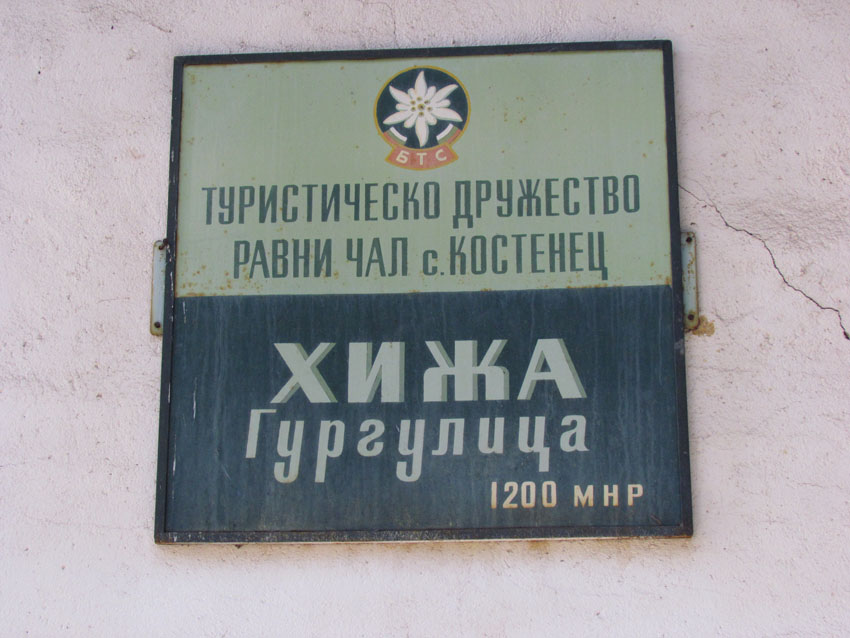 БТС
ТУРИСТИЧЕСКО ДРУЖЕСТВО
РАВНИ ЧАЛ с.КОСТЕНЕЦ
ХИЖА
Гургулица
1200 МНР